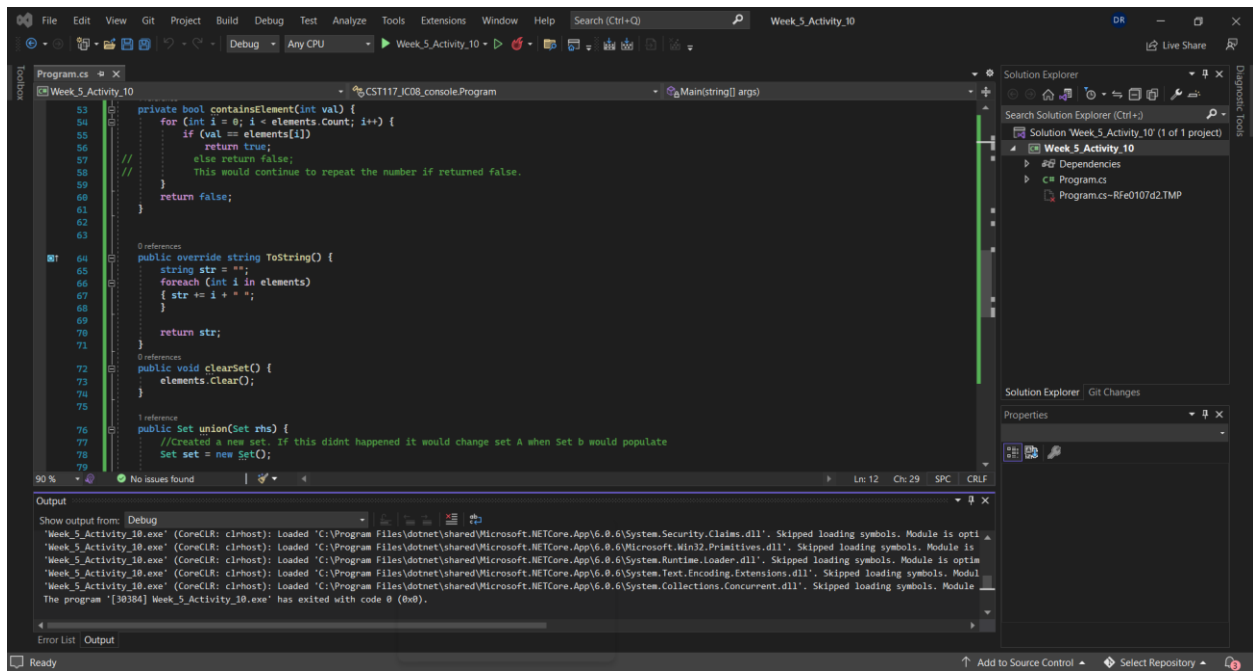 File Edit View Git Project Build Debug Test Analyze Tools Extensions Window Help Search (Ctrl+Q) Week_5_Activity_10 DR
Debug Any CPU Week_5_Activity_10 Live Share
Toolbox
Program.cs
Week_5_Activity_10 CST117_IC08_console.Program Main(string[] args)
53 private bool containsElement(int val) {
54 for (int i = 0; i < elements.Count; i++) {
55 if (val == elements[i])
56 return true;
57 // else return false;
58 // This would continue to repeat the number if returned false.
59 }
60 return false;
61 }
62
63
0 references
64 public override string ToString() {
65 string str = "";
66 foreach (int i in elements)
67 { str += i + " ";
68 }
69
70 return str;
71 }
0 references
72 public void clearSet() {
73 elements.Clear();
74 }
75
1 reference
76 public Set union(Set rhs) {
77 //Created a new set. If this didnt happened it would change set A when Set b would populate
78 Set set = new Set();
79
90 % No issues found Ln: 12 Ch: 29 SPC CRLF
Output
Show output from: Debug
'Week_5_Activity_10.exe' (CoreCLR: clrhost): Loaded 'C:\Program Files\dotnet\shared\Microsoft.NETCore.App\6.0.6\System.Security.Claims.dll'. Skipped loading symbols. Module is opti
'Week_5_Activity_10.exe' (CoreCLR: clrhost): Loaded 'C:\Program Files\dotnet\shared\Microsoft.NETCore.App\6.0.6\Microsoft.Win32.Primitives.dll'. Skipped loading symbols. Module is
'Week_5_Activity_10.exe' (CoreCLR: clrhost): Loaded 'C:\Program Files\dotnet\shared\Microsoft.NETCore.App\6.0.6\System.Runtime.Loader.dll'. Skipped loading symbols. Module is optim
'Week_5_Activity_10.exe' (CoreCLR: clrhost): Loaded 'C:\Program Files\dotnet\shared\Microsoft.NETCore.App\6.0.6\System.Text.Encoding.Extensions.dll'. Skipped loading symbols. Modul
'Week_5_Activity_10.exe' (CoreCLR: clrhost): Loaded 'C:\Program Files\dotnet\shared\Microsoft.NETCore.App\6.0.6\System.Collections.Concurrent.dll'. Skipped loading symbols. Module
The program '[30384] Week_5_Activity_10.exe' has exited with code 0 (0x0).
Error List Output
Solution Explorer
Search Solution Explorer (Ctrl+;)
Solution 'Week_5_Activity_10' (1 of 1 project)
Week_5_Activity_10
Dependencies
C# Program.cs
Program.cs~RFe0107d2.TMP
Solution Explorer Git Changes
Properties
Diagnostic Tools
Ready Add to Source Control Select Repository